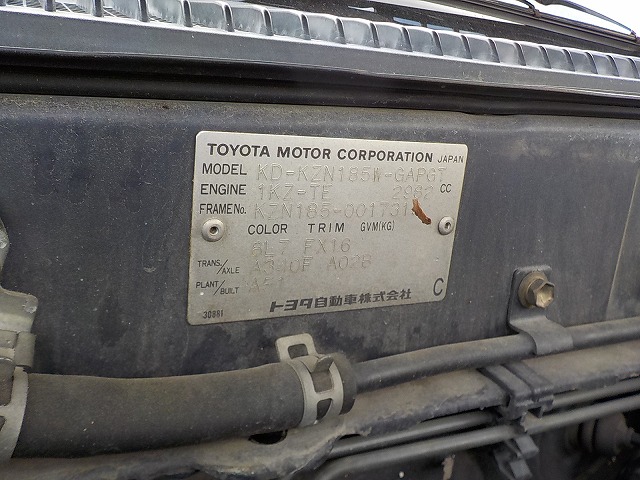 TOYOTA MOTOR CORPORATION JAPAN
MODEL KD-KZN185W-GAPGT
ENGINE 1KZ-TE 2982 CC
FRAME No. KZN185-001731
COLOR TRIM GVM(KG)
6L7 FX16
TRANS./AXLE A340F A02B
PLANT/BUILT
C
30881 トヨタ自動車株式会社